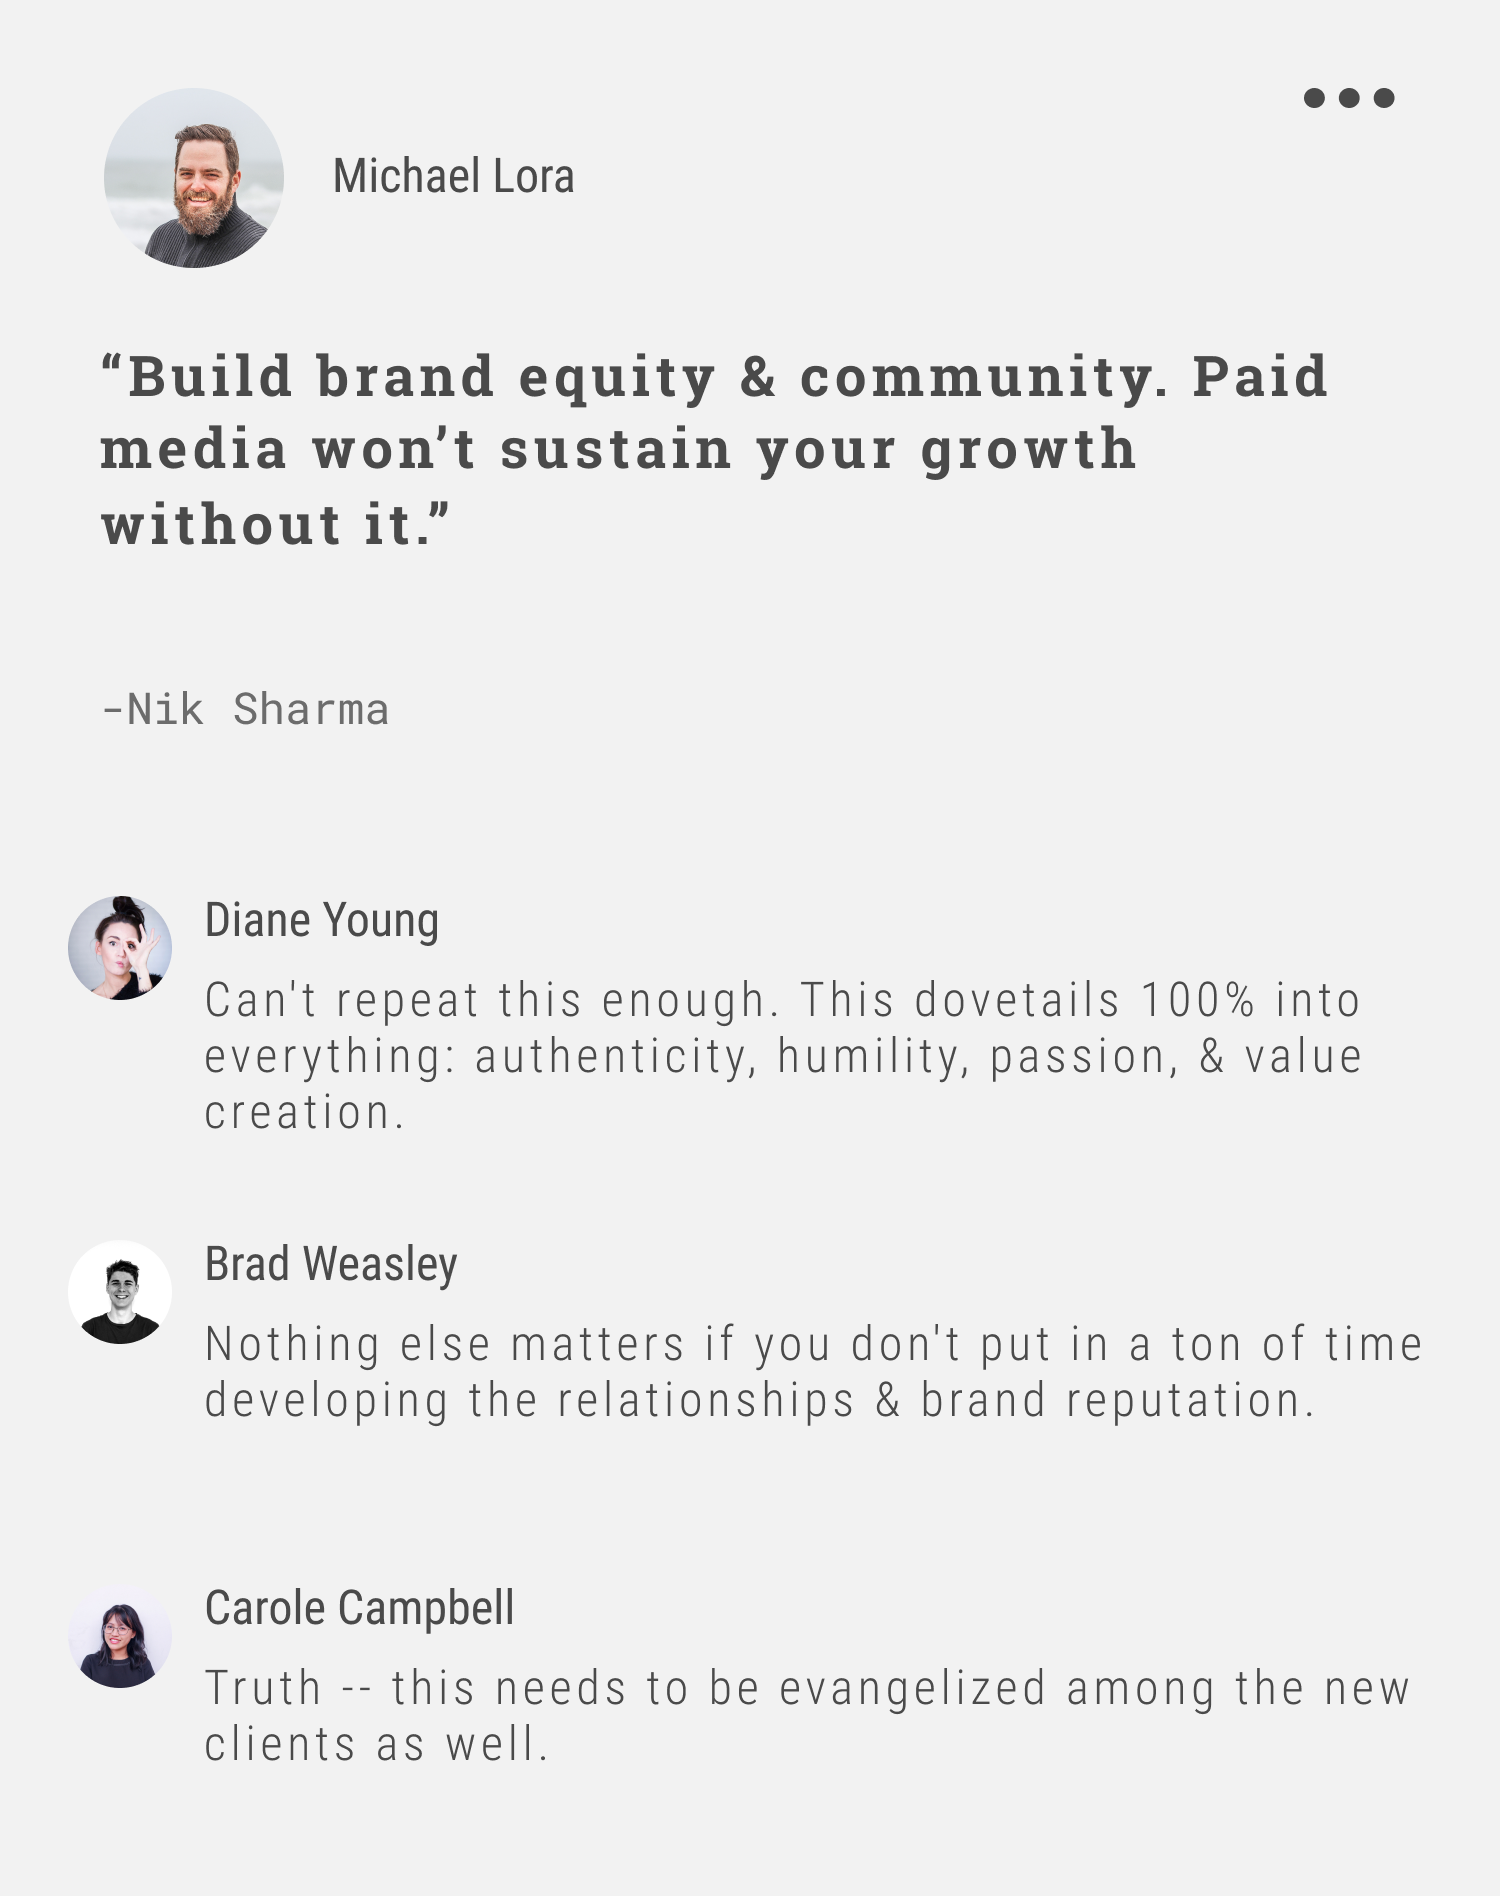 Michael Lora
“Build brand equity & community. Paid
media won’t sustain your growth
without it.”
-Nik Sharma
Diane Young
Can't repeat this enough. This dovetails 100% into
everything: authenticity, humility, passion, & value
creation.
Brad Weasley
Nothing else matters if you don't put in a ton of time
developing the relationships & brand reputation.
Carole Campbell
Truth -- this needs to be evangelized among the new
clients as well.